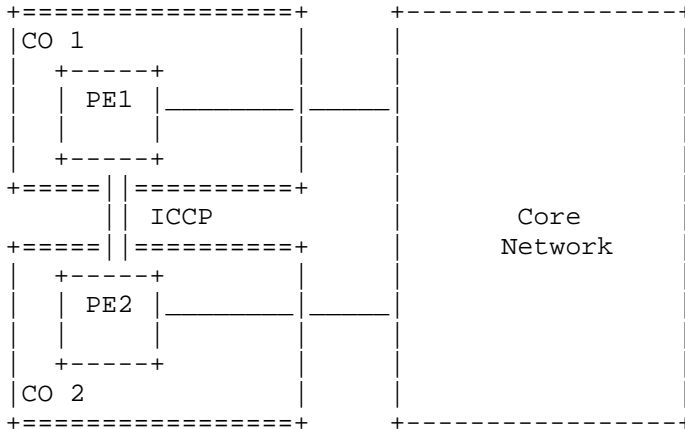 CO 1
PE1
ICCP
Core
Network
PE2
CO 2